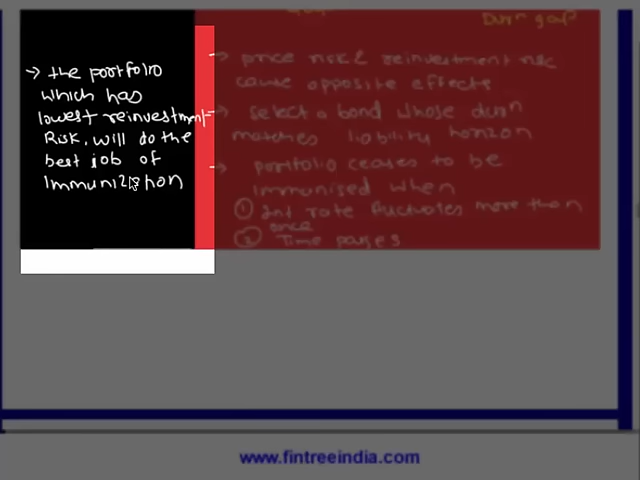 Durn gap
→ the portfolio
which has
lowest reinvestment
Risk, will do the
best job of
Immunization
→ price risk & reinvestment risk
cause opposite effects
→ select a bond whose durn
matches liability horizon
→ portfolio ceases to be
immunised when
① Int rate fluctuates more than
once
② Time passes
www.fintreeindia.com